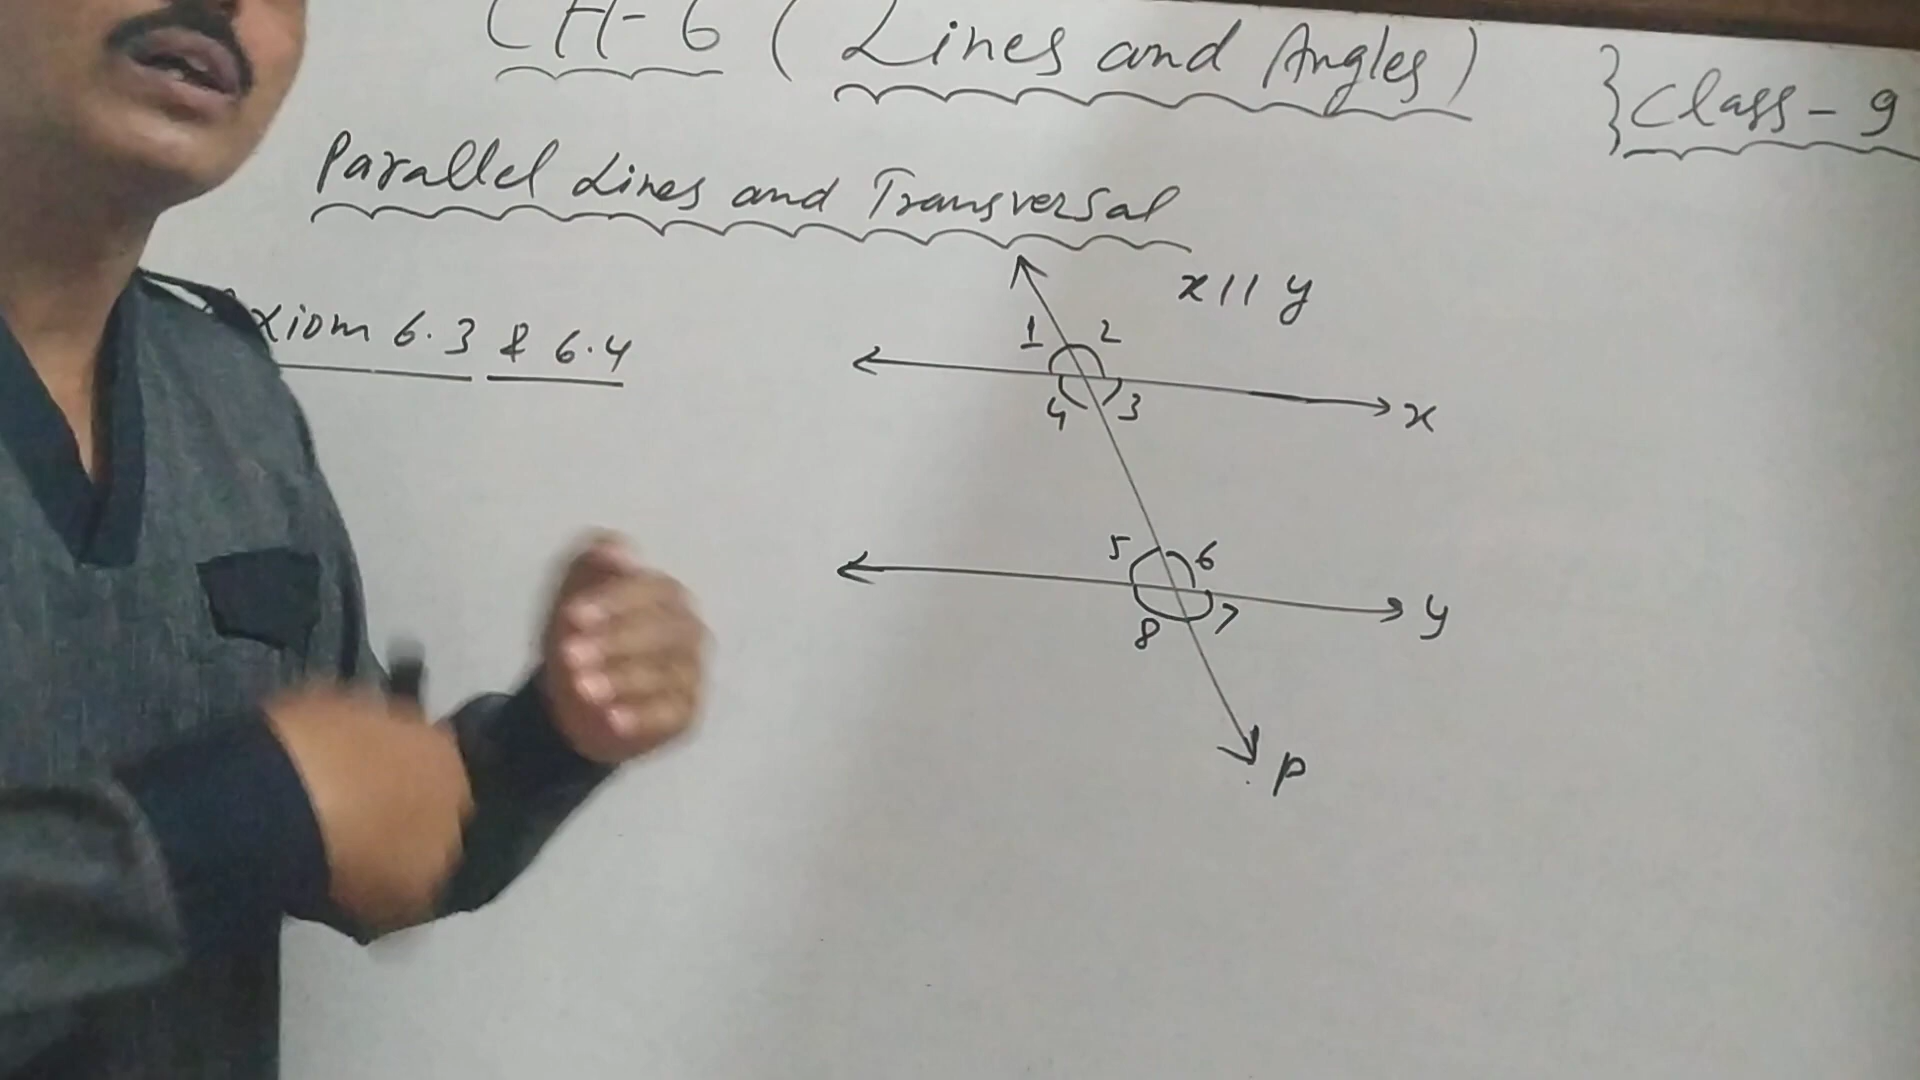 CH-6 (Lines and Angles)
}Class-9
Parallel Lines and Transversal
Axiom 6.3 & 6.4
x || y
1 2
4 3
x
5 6
8 7
y
p